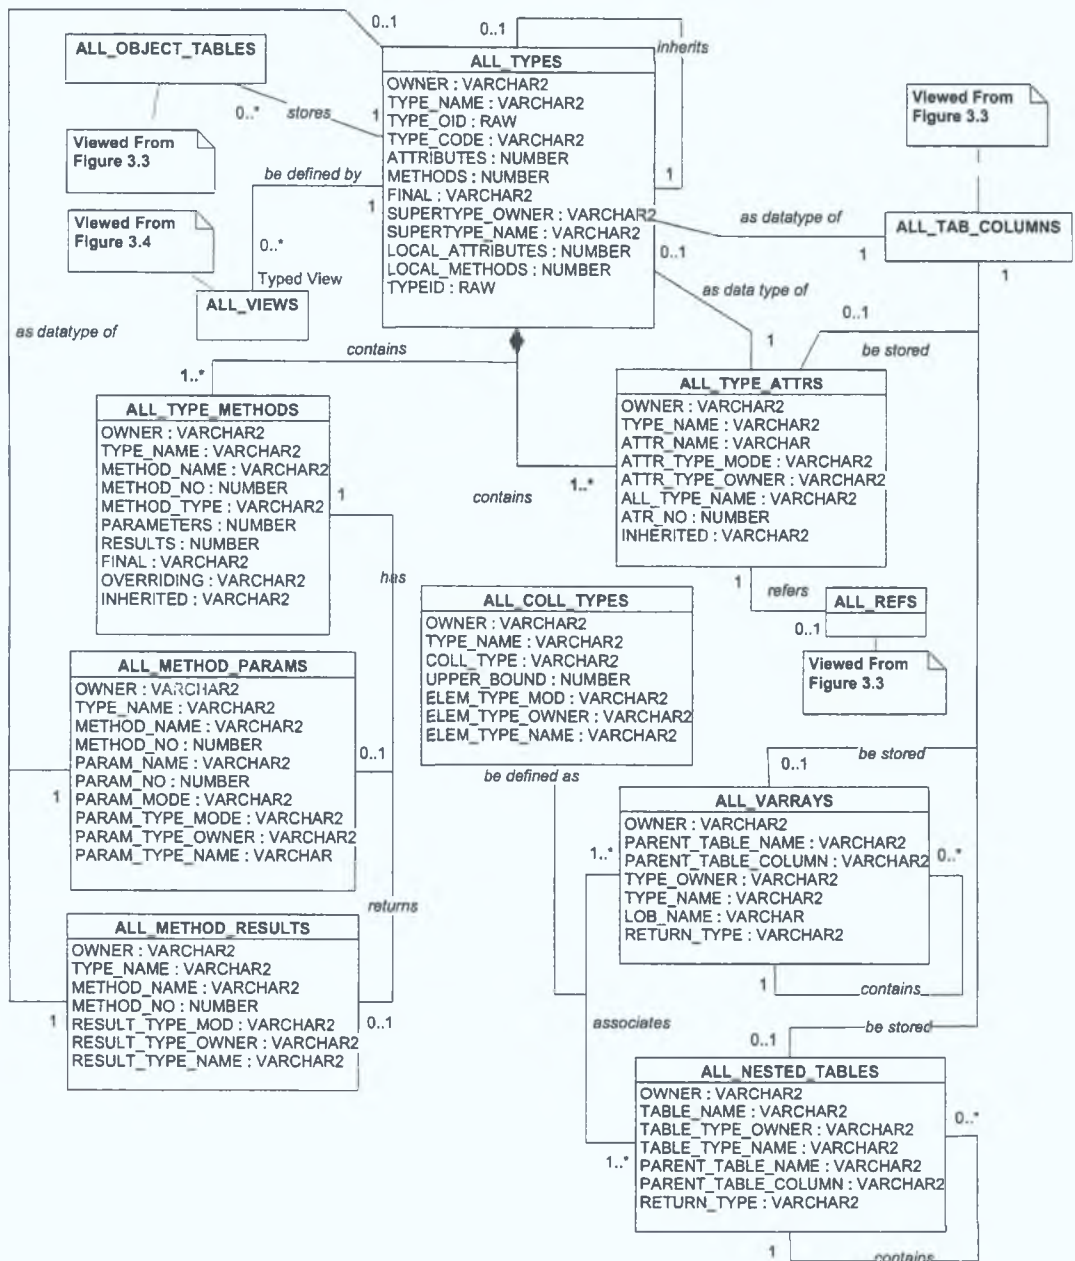 0..1
0..1
inherits
ALL_OBJECT_TABLES
0..*
stores
1
Viewed From
Figure 3.3
ALL_TYPES
OWNER : VARCHAR2
TYPE_NAME : VARCHAR2
TYPE_OID : RAW
TYPE_CODE : VARCHAR2
ATTRIBUTES : NUMBER
METHODS : NUMBER
FINAL : VARCHAR2
SUPERTYPE_OWNER : VARCHAR2
SUPERTYPE_NAME : VARCHAR2
LOCAL_ATTRIBUTES : NUMBER
LOCAL_METHODS : NUMBER
TYPEID : RAW
1
Viewed From
Figure 3.3
be defined by
1
Viewed From
Figure 3.4
0..*
Typed View
ALL_VIEWS
as datatype of
0..1
1
ALL_TAB_COLUMNS
1
as datatype of
as data type of
1
0..1
be stored
contains
1..*
ALL_TYPE_METHODS
OWNER : VARCHAR2
TYPE_NAME : VARCHAR2
METHOD_NAME : VARCHAR2
METHOD_NO : NUMBER
METHOD_TYPE : VARCHAR2
PARAMETERS : NUMBER
RESULTS : NUMBER
FINAL : VARCHAR2
OVERRIDING : VARCHAR2
INHERITED : VARCHAR2
1
has
contains
1..*
ALL_TYPE_ATTRS
OWNER : VARCHAR2
TYPE_NAME : VARCHAR2
ATTR_NAME : VARCHAR
ATTR_TYPE_MODE : VARCHAR2
ATTR_TYPE_OWNER : VARCHAR2
ALL_TYPE_NAME : VARCHAR2
ATR_NO : NUMBER
INHERITED : VARCHAR2
1
refers
ALL_REFS
0..1
Viewed From
Figure 3.3
ALL_COLL_TYPES
OWNER : VARCHAR2
TYPE_NAME : VARCHAR2
COLL_TYPE : VARCHAR2
UPPER_BOUND : NUMBER
ELEM_TYPE_MOD : VARCHAR2
ELEM_TYPE_OWNER : VARCHAR2
ELEM_TYPE_NAME : VARCHAR2
be defined as
ALL_METHOD_PARAMS
OWNER : VARCHAR2
TYPE_NAME : VARCHAR2
METHOD_NAME : VARCHAR2
METHOD_NO : NUMBER
PARAM_NAME : VARCHAR2
PARAM_NO : NUMBER
PARAM_MODE : VARCHAR2
PARAM_TYPE_MODE : VARCHAR2
PARAM_TYPE_OWNER : VARCHAR2
PARAM_TYPE_NAME : VARCHAR
0..1
1
be stored
0..1
ALL_VARRAYS
OWNER : VARCHAR2
PARENT_TABLE_NAME : VARCHAR2
PARENT_TABLE_COLUMN : VARCHAR2
TYPE_OWNER : VARCHAR2
TYPE_NAME : VARCHAR2
LOB_NAME : VARCHAR
RETURN_TYPE : VARCHAR2
1..*
0..*
1
contains
returns
ALL_METHOD_RESULTS
OWNER : VARCHAR2
TYPE_NAME : VARCHAR2
METHOD_NAME : VARCHAR2
METHOD_NO : NUMBER
RESULT_TYPE_MOD : VARCHAR2
RESULT_TYPE_OWNER : VARCHAR2
RESULT_TYPE_NAME : VARCHAR2
1
0..1
associates
be stored
0..1
ALL_NESTED_TABLES
OWNER : VARCHAR2
TABLE_NAME : VARCHAR2
TABLE_TYPE_OWNER : VARCHAR2
TABLE_TYPE_NAME : VARCHAR2
PARENT_TABLE_NAME : VARCHAR2
PARENT_TABLE_COLUMN : VARCHAR2
RETURN_TYPE : VARCHAR2
0..*
1..*
1
contains